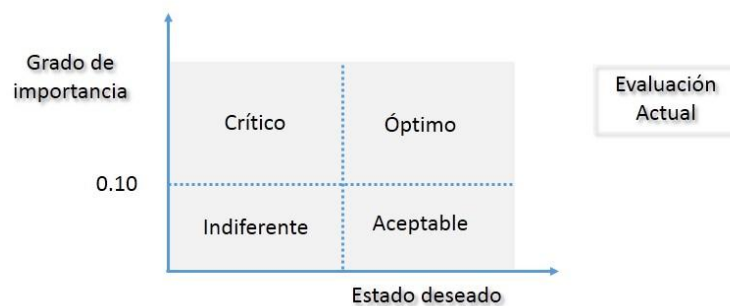 Grado de
importancia
Evaluación
Actual
Crítico
Óptimo
0.10
Indiferente
Aceptable
Estado deseado